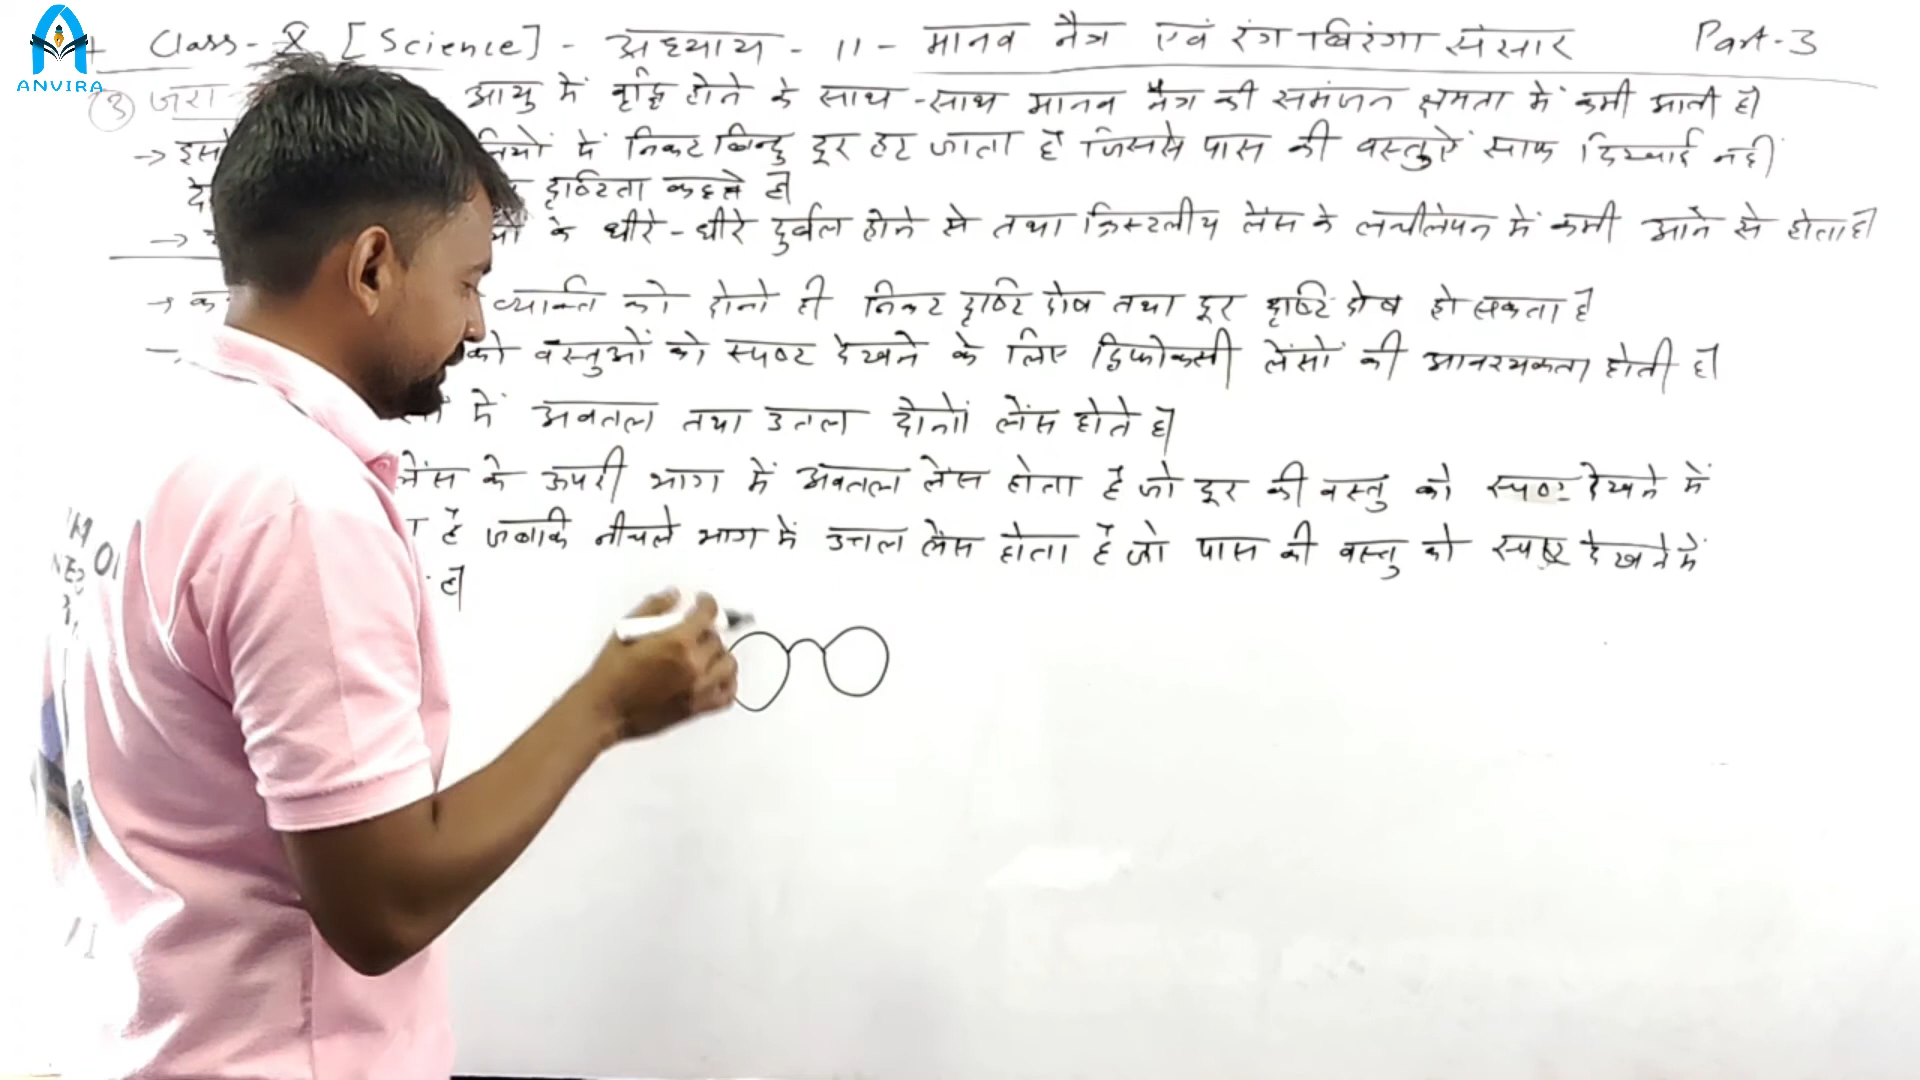 ANVIRA
Class- X [Science] - अध्याय - 11 - मानव नैत्र एवं रंग बिरंगा संसार Part-3
(3) जरा आयु में वृद्धि होने के साथ-साथ मानव नैत्र की समंजन क्षमता में कमी आती है।
→ इस में निकट बिन्दु दूर हट जाता है जिससे पास की वस्तुऐं साफ दिखाई नहीं
दे दृष्टिता कहते है।
→ के धीरे-धीरे दुर्बल होने से तथा क्रिस्टलीय लेंस के लचीलेपन में कमी आने से होता है।
→ क व्यक्ति को दोनो ही निकट दृष्टि दोष तथा दूर दृष्टि दोष हो सकता है
को वस्तुओं को स्पष्ट देखने के लिए द्विफोकसी लेंसों की आवश्यकता होती है।
में अवतल तथा उत्तल दोनों लेंस होते है।
लेंस के ऊपरी भाग में अवतल लेंस होता है जो दूर की वस्तु को स्पष्ट देखने में
है जबकि नीचले भाग में उत्तल लेंस होता है जो पास की वस्तु को स्पष्ट देखने में
है।